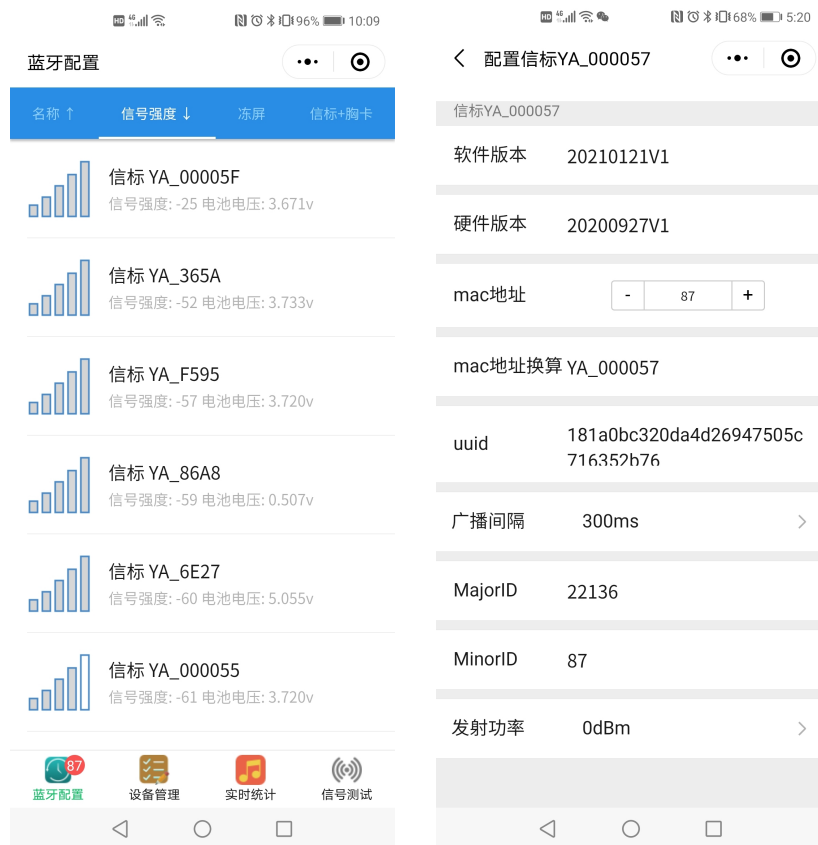 HD 4G 96% 10:09
蓝牙配置
名称 ↑ 信号强度 ↓ 冻屏 信标+胸卡
信标 YA_00005F
信号强度: -25 电池电压: 3.671v
信标 YA_365A
信号强度: -52 电池电压: 3.733v
信标 YA_F595
信号强度: -57 电池电压: 3.720v
信标 YA_86A8
信号强度: -59 电池电压: 0.507v
信标 YA_6E27
信号强度: -60 电池电压: 5.055v
信标 YA_000055
信号强度: -61 电池电压: 3.720v
87
蓝牙配置 设备管理 实时统计 信号测试
HD 4G 68% 5:20
配置信标YA_000057
信标YA_000057
软件版本 20210121V1
硬件版本 20200927V1
mac地址 - 87 +
mac地址换算 YA_000057
uuid 181a0bc320da4d26947505c
716352b76
广播间隔 300ms
MajorID 22136
MinorID 87
发射功率 0dBm